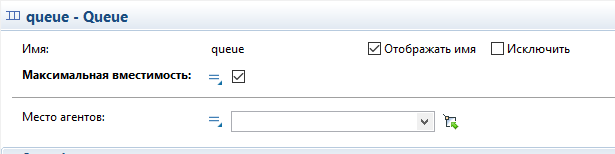 queue - Queue
Имя: queue Отображать имя Исключить
Максимальная вместимость:
Место агентов: